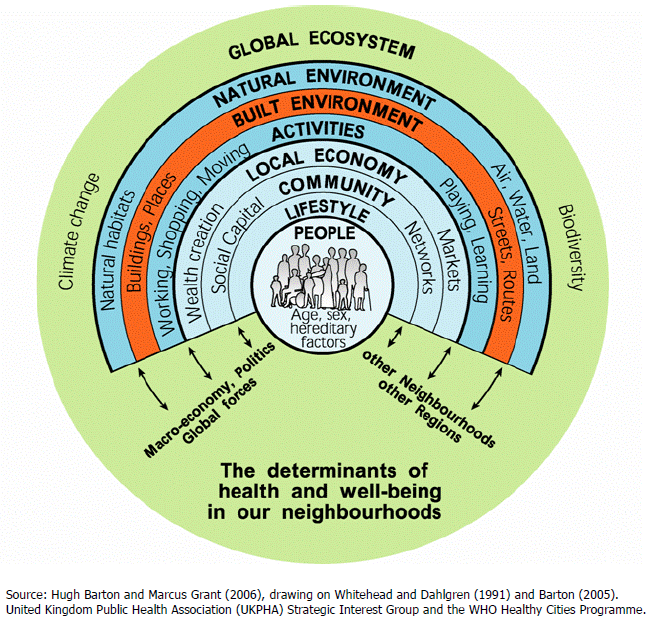 GLOBAL ECOSYSTEM
NATURAL ENVIRONMENT
BUILT ENVIRONMENT
ACTIVITIES
LOCAL ECONOMY
COMMUNITY
LIFESTYLE
PEOPLE
Age, sex,
hereditary
factors
Climate change
Natural habitats
Buildings, Places
Working, Shopping, Moving
Wealth creation
Social Capital
Networks
Markets
Playing, Learning
Streets, Routes
Air, Water, Land
Biodiversity
Macro-economy, Politics
Global forces
other Neighbourhoods
other Regions
The determinants of
health and well-being
in our neighbourhoods
Source: Hugh Barton and Marcus Grant (2006), drawing on Whitehead and Dahlgren (1991) and Barton (2005).
United Kingdom Public Health Association (UKPHA) Strategic Interest Group and the WHO Healthy Cities Programme.